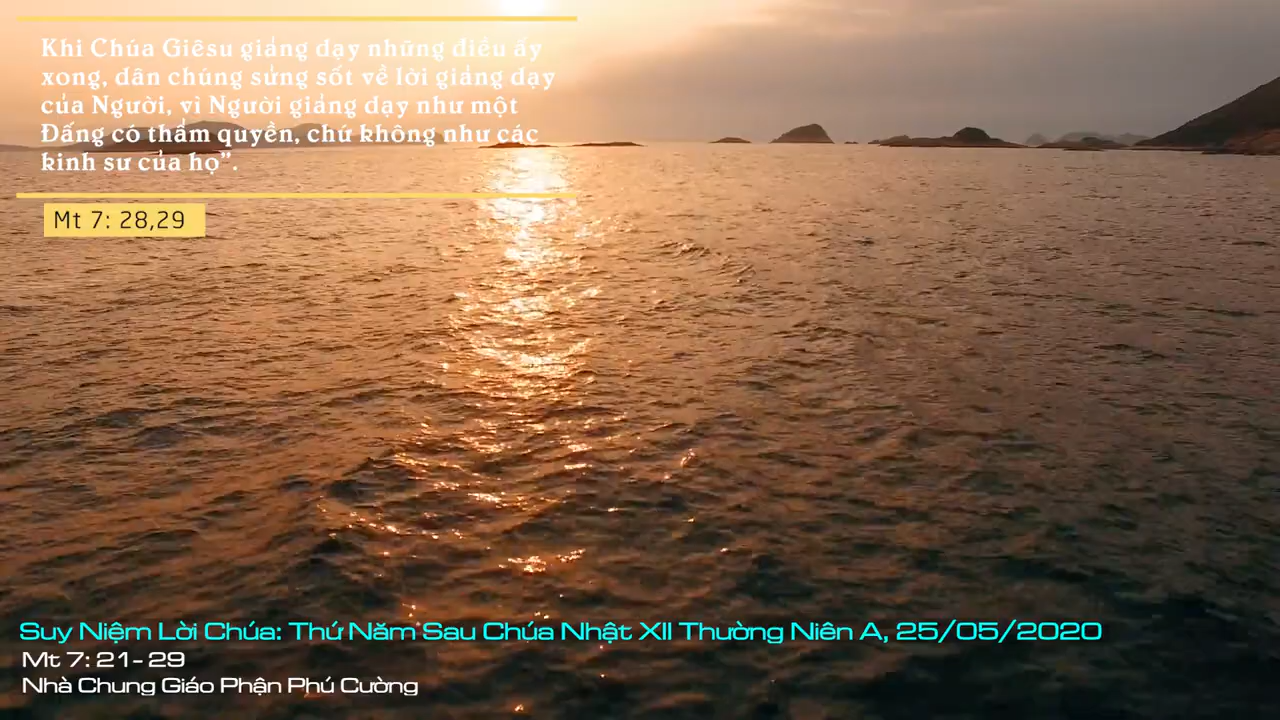 Khi Chúa Giêsu giảng dạy những điều ấy
xong, dân chúng sửng sốt về lời giảng dạy
của Người, vì Người giảng dạy như một
Đấng có thẩm quyền, chứ không như các
kinh sư của họ”.
Mt 7: 28,29
Suy Niệm Lời Chúa: Thứ Năm Sau Chúa Nhật XII Thường Niên A, 25/05/2020
Mt 7: 21-29
Nhà Chung Giáo Phận Phú Cường